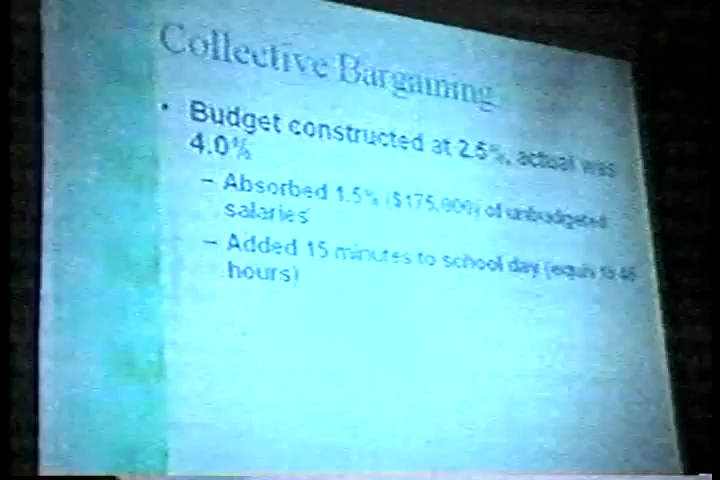 Collective Bargaining
• Budget constructed at 2.5%, actual was
4.0%
– Absorbed 1.5% ($175,000) of unbudgeted
salaries
– Added 15 minutes to school day (equiv to 45
hours)